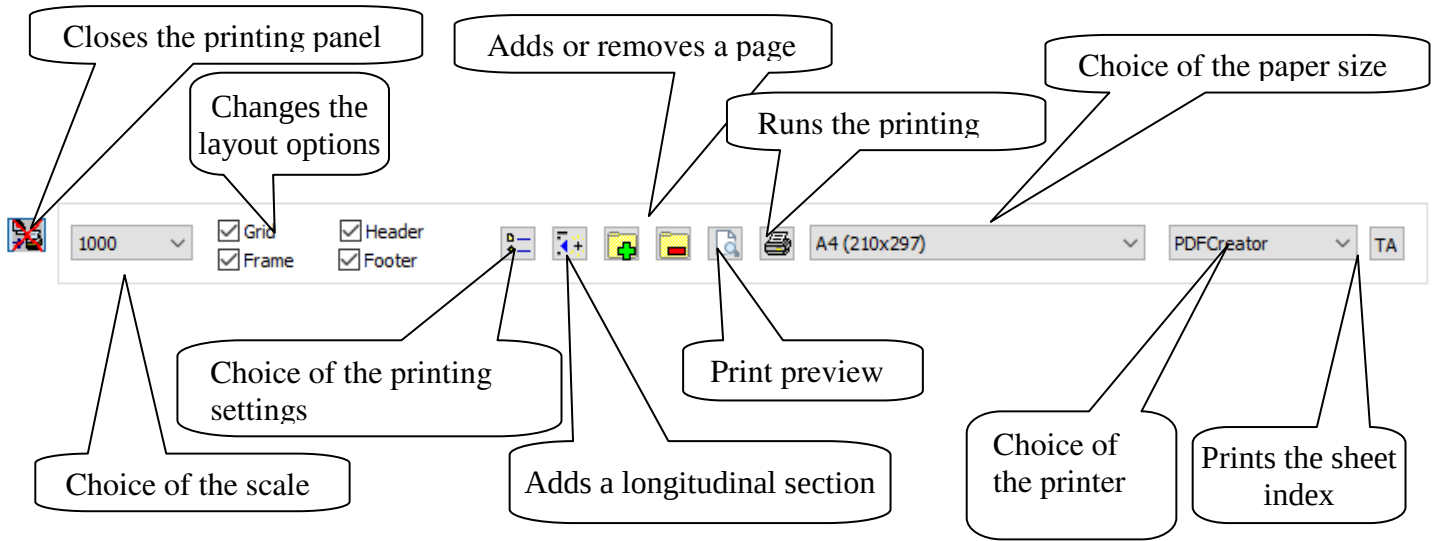 Closes the printing panel
Adds or removes a page
Choice of the paper size
Changes the
layout options
Runs the printing
1000
Grid
Header
Frame
Footer
A4 (210x297)
PDFCreator
TA
Choice of the printing
settings
Print preview
Choice of
the printer
Prints the sheet
index
Choice of the scale
Adds a longitudinal section